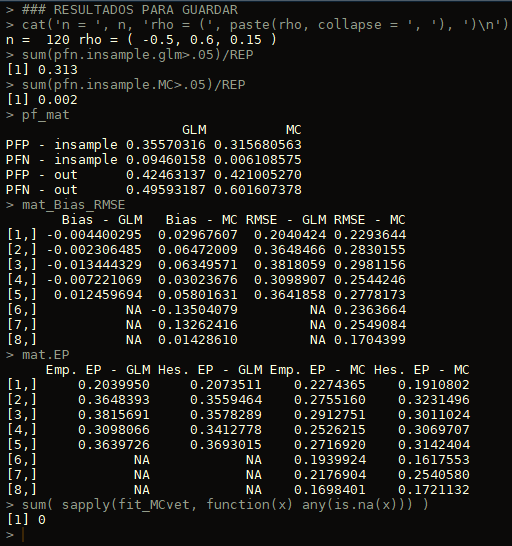 > ### RESULTADOS PARA GUARDAR
> cat('n = ', n, 'rho = (', paste(rho, collapse = ', '), ')\n')
n =  120 rho = ( -0.5, 0.6, 0.15 )
> sum(pfn.insample.glm>.05)/REP
[1] 0.313
> sum(pfn.insample.MC>.05)/REP
[1] 0.002
> pf_mat
GLM          MC
PFP - insample 0.35570316 0.315680563
PFN - insample 0.09460158 0.006108575
PFP - out      0.42463137 0.421005270
PFN - out      0.49593187 0.601607378
> mat_Bias_RMSE
Bias - GLM   Bias - MC RMSE - GLM RMSE - MC
[1,] -0.004400295  0.02967607  0.2040424 0.2293644
[2,] -0.002306485  0.06472009  0.3648466 0.2830155
[3,] -0.013444329  0.06349571  0.3818059 0.2981156
[4,] -0.007221069  0.03023676  0.3098907 0.2544246
[5,]  0.012459694  0.05801631  0.3641858 0.2778173
[6,]           NA -0.13504079         NA 0.2363664
[7,]           NA  0.13262416         NA 0.2549084
[8,]           NA  0.01428610         NA 0.1704399
> mat.EP
Emp. EP - GLM Hes. EP - GLM Emp. EP - MC Hes. EP - MC
[1,]     0.2039950     0.2073511    0.2274365    0.1910802
[2,]     0.3648393     0.3559464    0.2755160    0.3231496
[3,]     0.3815691     0.3578289    0.2912751    0.3011024
[4,]     0.3098066     0.3412778    0.2526215    0.3069707
[5,]     0.3639726     0.3693015    0.2716920    0.3142404
[6,]            NA            NA    0.1939924    0.1617553
[7,]            NA            NA    0.2176904    0.2540580
[8,]            NA            NA    0.1698401    0.1721132
> sum( sapply(fit_MCvet, function(x) any(is.na(x))) )
[1] 0
>